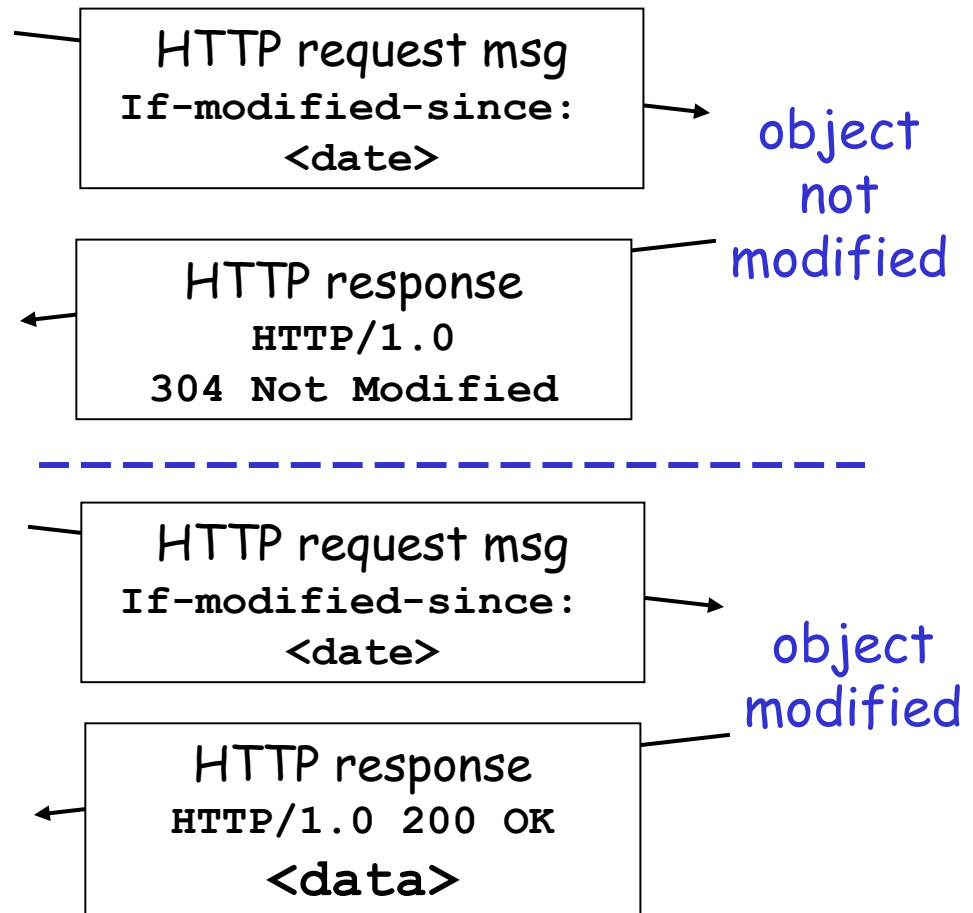 HTTP request msg
If-modified-since:
<date>
object
not
modified
HTTP response
HTTP/1.0
304 Not Modified
HTTP request msg
If-modified-since:
<date>
object
modified
HTTP response
HTTP/1.0 200 OK
<data>